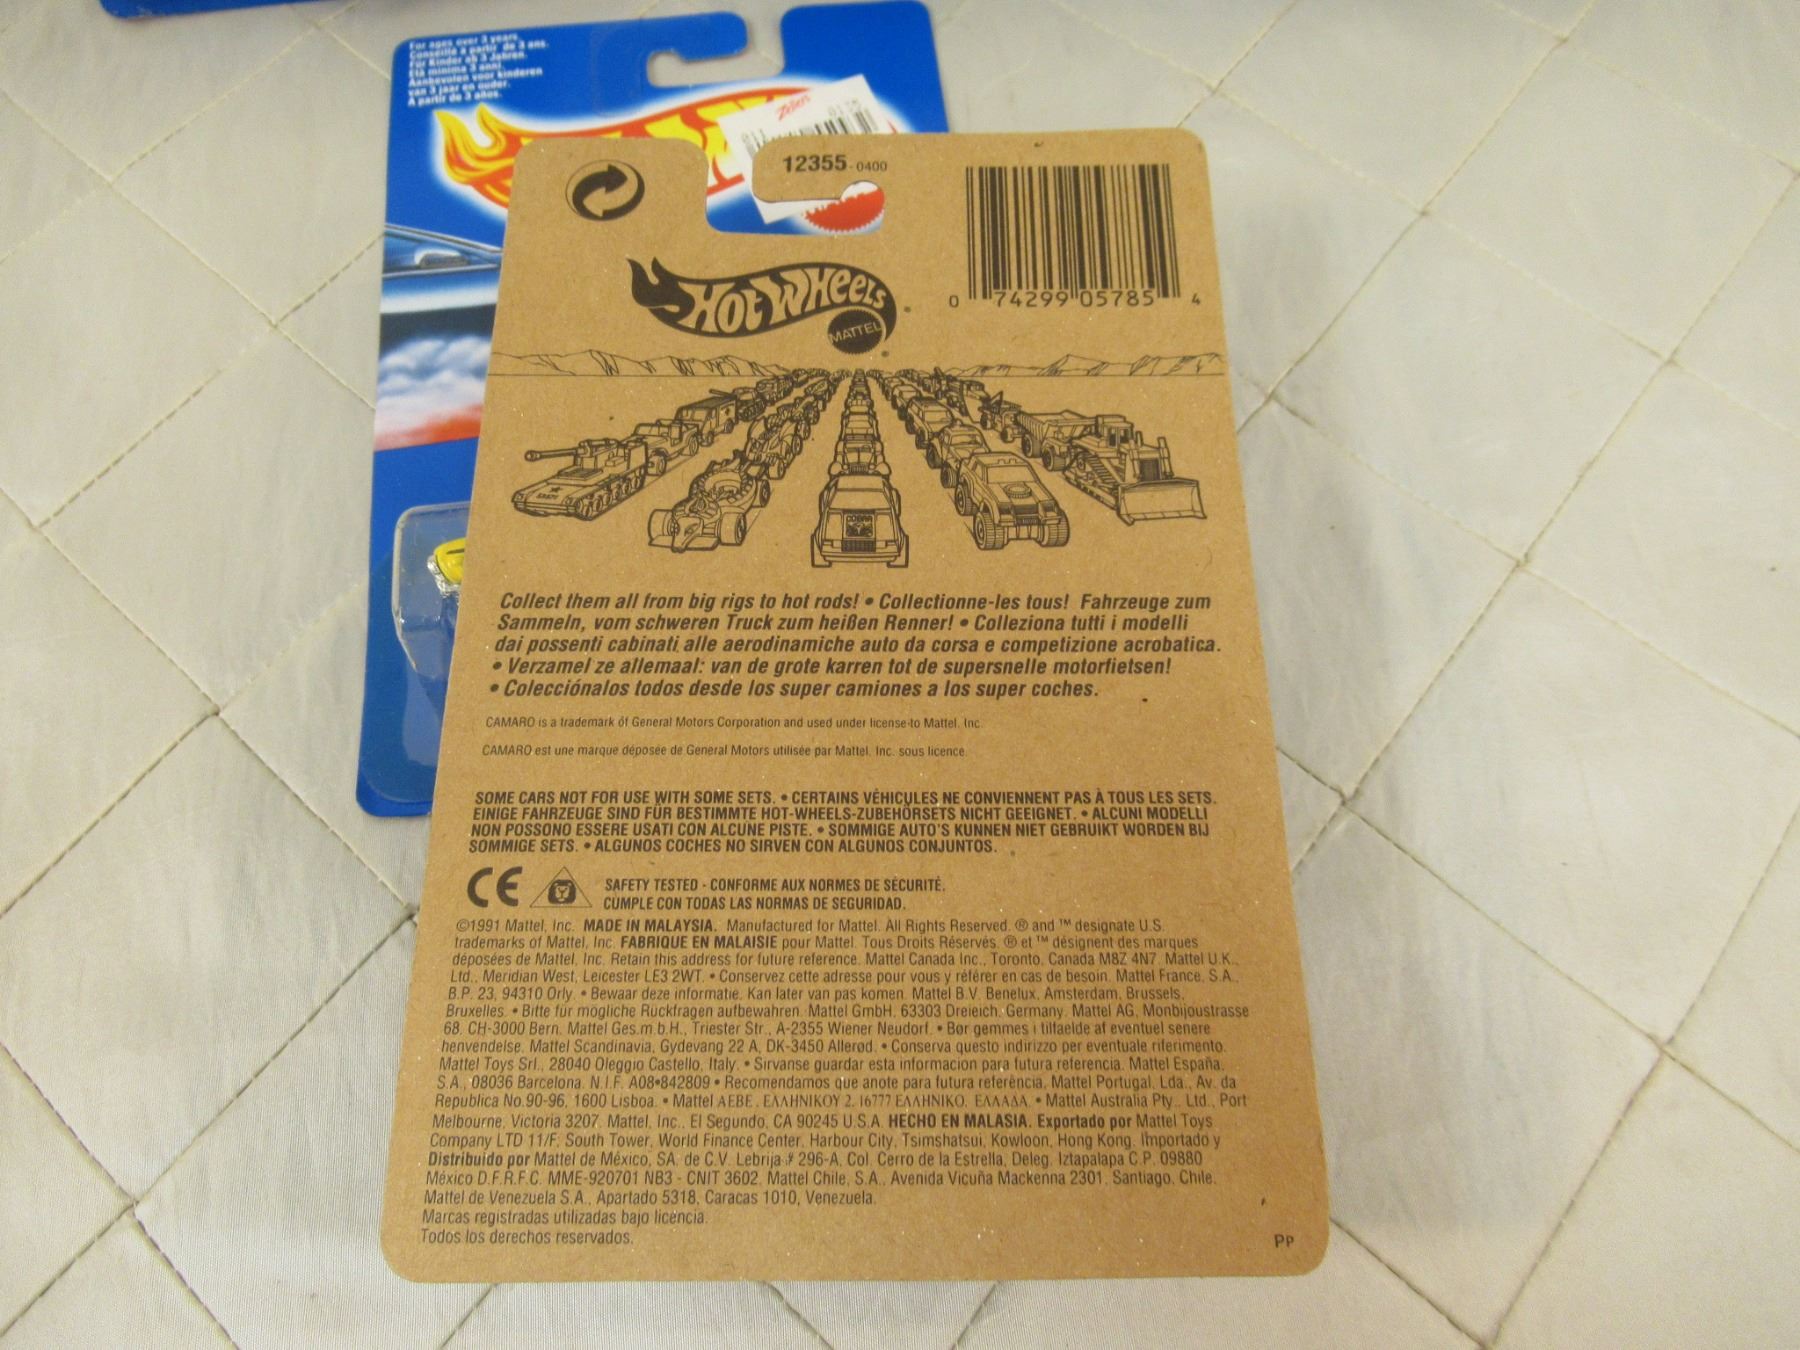 For ages over 3 years.
Conseillé à partir de 3 ans.
Für Kinder ab 3 Jahren.
Età minima 3 anni.
Aanbevolen voor kinderen
van 3 jaar en ouder.
A partir de 3 años.
Zellers
12355-0400
HOT WHEELS
MATTEL
0 74299 05785 4
COBRA
Collect them all from big rigs to hot rods! • Collectionne-les tous! Fahrzeuge zum
Sammeln, vom schweren Truck zum heißen Renner! • Colleziona tutti i modelli
dai possenti cabinati alle aerodinamiche auto da corsa e competizione acrobatica.
• Verzamel ze allemaal: van de grote karren tot de supersnelle motorfietsen!
• Colecciónalos todos desde los super camiones a los super coches.
CAMARO is a trademark of General Motors Corporation and used under license to Mattel, Inc.
CAMARO est une marque déposée de General Motors utilisée par Mattel, Inc. sous licence.
SOME CARS NOT FOR USE WITH SOME SETS. • CERTAINS VÉHICULES NE CONVIENNENT PAS À TOUS LES SETS.
EINIGE FAHRZEUGE SIND FÜR BESTIMMTE HOT-WHEELS-ZUBEHÖRSETS NICHT GEEIGNET. • ALCUNI MODELLI
NON POSSONO ESSERE USATI CON ALCUNE PISTE. • SOMMIGE AUTO'S KUNNEN NIET GEBRUIKT WORDEN BIJ
SOMMIGE SETS. • ALGUNOS COCHES NO SIRVEN CON ALGUNOS CONJUNTOS.
CE
SAFETY TESTED - CONFORME AUX NORMES DE SÉCURITÉ.
CUMPLE CON TODAS LAS NORMAS DE SEGURIDAD.
©1991 Mattel, Inc. MADE IN MALAYSIA. Manufactured for Mattel. All Rights Reserved. ® and ™ designate U.S.
trademarks of Mattel, Inc. FABRIQUE EN MALAISIE pour Mattel. Tous Droits Réservés. ® et ™ désignent des marques
déposées de Mattel, Inc. Retain this address for future reference. Mattel Canada Inc., Toronto, Canada M8Z 4N7. Mattel U.K.,
Ltd., Meridian West, Leicester LE3 2WT. • Conservez cette adresse pour vous y référer en cas de besoin. Mattel France, S.A.,
B.P. 23, 94310 Orly. • Bewaar deze informatie. Kan later van pas komen. Mattel B.V. Benelux, Amsterdam, Brussels,
Bruxelles. • Bitte für mögliche Rückfragen aufbewahren. Mattel GmbH, 63303 Dreieich, Germany. Mattel AG, Monbijoustrasse
68, CH-3000 Bern. Mattel Ges.m.b.H., Triester Str., A-2355 Wiener Neudorf. • Bør gemmes i tilfaelde af eventuel senere
henvendelse. Mattel Scandinavia, Gydevang 22 A, DK-3450 Allerød. • Conserva questo indirizzo per eventuale riferimento.
Mattel Toys Srl., 28040 Oleggio Castello, Italy. • Sirvanse guardar esta informacion para futura referencia. Mattel España,
S.A., 08036 Barcelona. N.I.F. A08•842809 • Recomendamos que anote para futura referência, Mattel Portugal, Lda., Av. da
Republica No.90-96, 1600 Lisboa. • Mattel AEBE, ΕΛΛΗΝΙΚΟΥ 2, 16777 ΕΛΛΗΝΙΚΟ, ΕΛΛΑΔΑ. • Mattel Australia Pty., Ltd., Port
Melbourne, Victoria 3207. Mattel, Inc., El Segundo, CA 90245 U.S.A. HECHO EN MALASIA. Exportado por Mattel Toys
Company LTD 11/F, South Tower, World Finance Center, Harbour City, Tsimshatsui, Kowloon, Hong Kong. Importado y
Distribuido por Mattel de México, SA. de C.V. Lebrija # 296-A, Col. Cerro de la Estrella, Deleg. Iztapalapa C.P. 09880
México D.F.R.F.C. MME-920701 NB3 - CNIT 3602. Mattel Chile, S.A., Avenida Vicuña Mackenna 2301, Santiago, Chile.
Mattel de Venezuela S.A., Apartado 5318, Caracas 1010, Venezuela.
Marcas registradas utilizadas bajo licencia.
Todos los derechos reservados.
PP